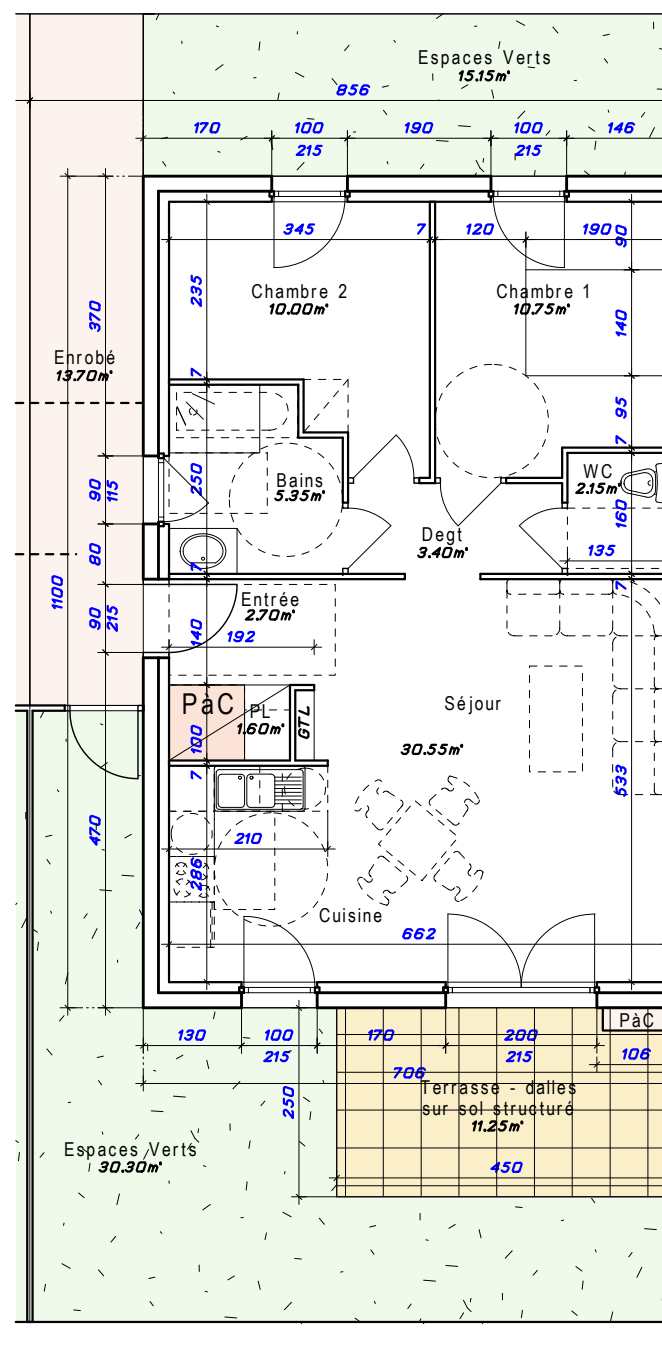 Espaces Verts
15.15m²
856
170
100
190
100
146
215
215
345
7
120
190
90
235
370
Chambre 2
10.00m²
Chambre 1
10.75m²
140
Enrobé
13.70m²
7
95
7
Bains
5.35m²
250
90
115
WC
2.15m²
160
Degt
3.40m²
135
80
7
7
1100
90
215
Entrée
2.70m²
140
192
PàC
PL
1.60m²
GTL
Séjour
30.55m²
100
7
533
470
210
286
Cuisine
662
PàC
130
100
170
200
215
215
106
706
250
Terrasse - dalles
sur sol structuré
11.25m²
Espaces Verts
30.30m²
450